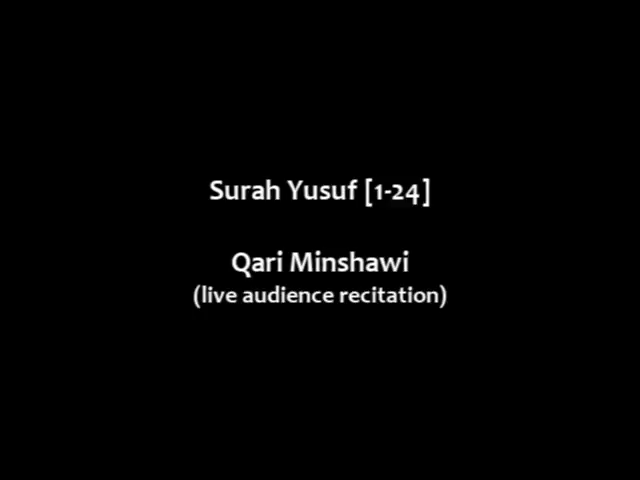 Surah Yusuf [1-24]
Qari Minshawi
(live audience recitation)